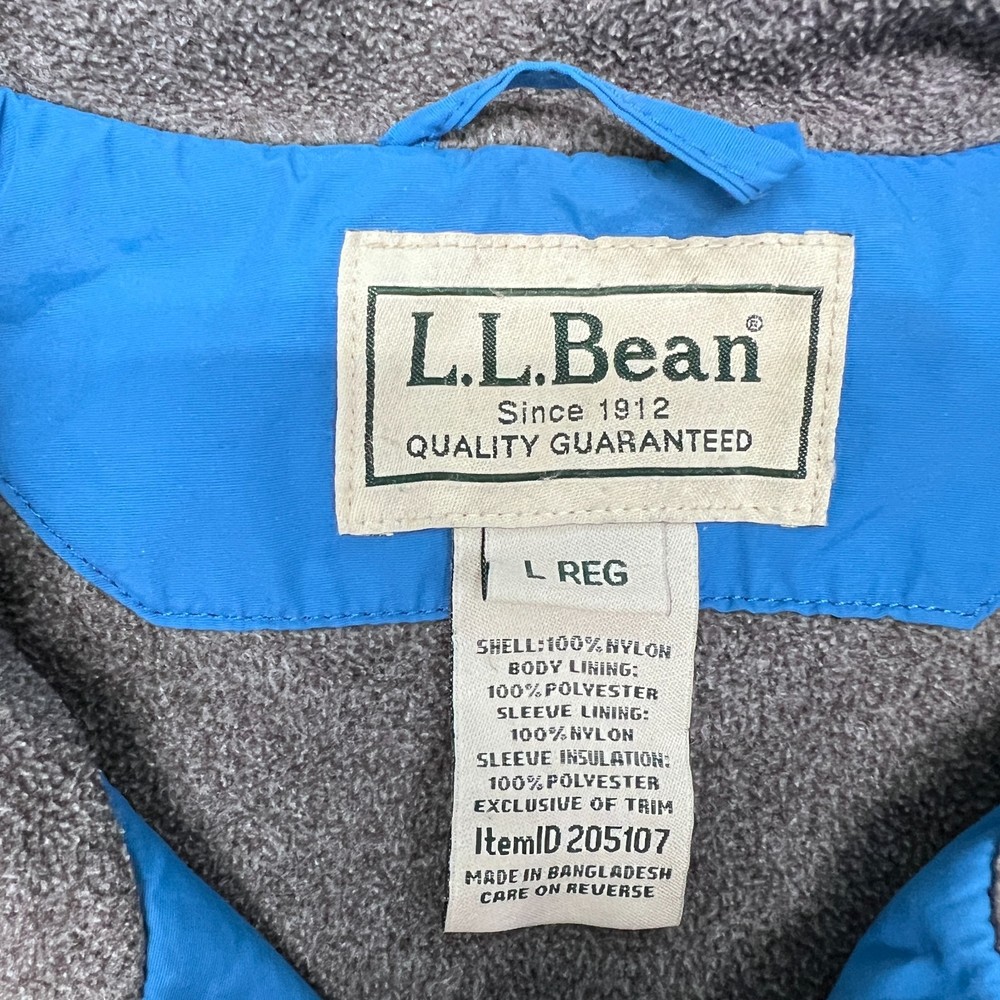 L.L.Bean®
Since 1912
QUALITY GUARANTEED
L REG
SHELL:100% NYLON
BODY LINING:
100% POLYESTER
SLEEVE LINING:
100% NYLON
SLEEVE INSULATION:
100% POLYESTER
EXCLUSIVE OF TRIM
ItemID 205107
MADE IN BANGLADESH
CARE ON REVERSE